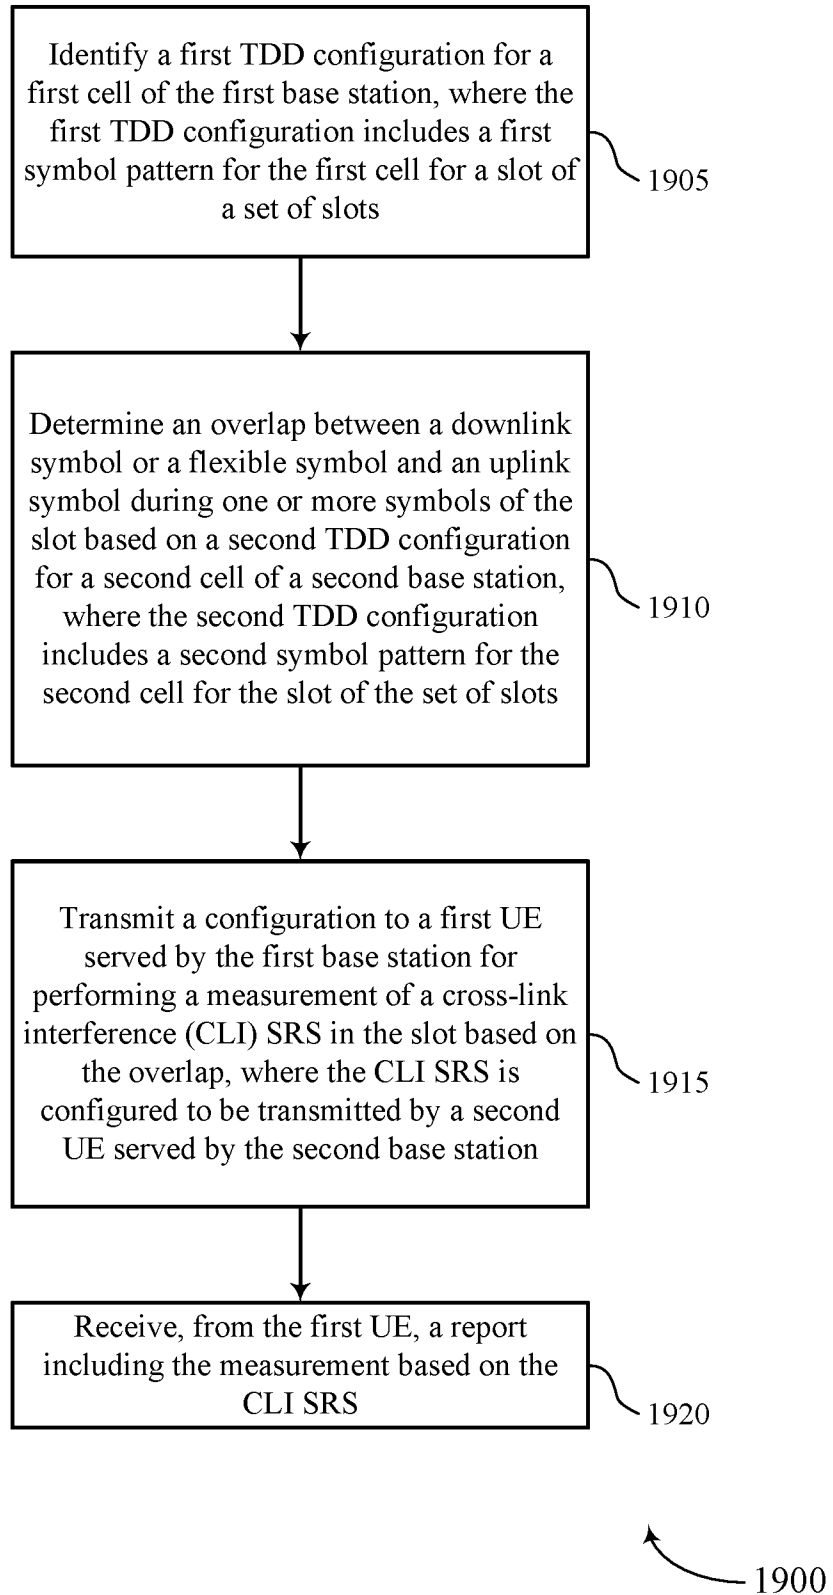 Identify a first TDD configuration for a
first cell of the first base station, where the
first TDD configuration includes a first
symbol pattern for the first cell for a slot of
a set of slots
1905
Determine an overlap between a downlink
symbol or a flexible symbol and an uplink
symbol during one or more symbols of the
slot based on a second TDD configuration
for a second cell of a second base station,
where the second TDD configuration
includes a second symbol pattern for the
second cell for the slot of the set of slots
1910
Transmit a configuration to a first UE
served by the first base station for
performing a measurement of a cross-link
interference (CLI) SRS in the slot based on
the overlap, where the CLI SRS is
configured to be transmitted by a second
UE served by the second base station
1915
Receive, from the first UE, a report
including the measurement based on the
CLI SRS
1920
1900